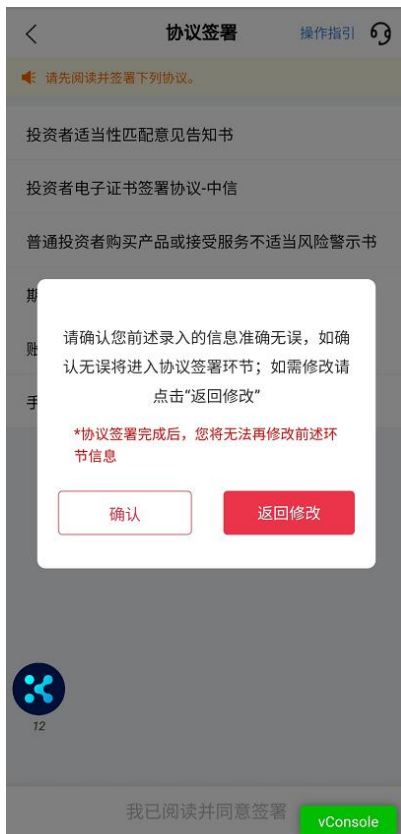 协议签署
操作指引
请先阅读并签署下列协议。
投资者适当性匹配意见告知书
投资者电子证书签署协议-中信
普通投资者购买产品或接受服务不适当风险警示书
期
账
手
请确认您前述录入的信息准确无误，如确
认无误将进入协议签署环节；如需修改请
点击“返回修改”
*协议签署完成后，您将无法再修改前述环
节信息
确认
返回修改
12
我已阅读并同意签署
vConsole